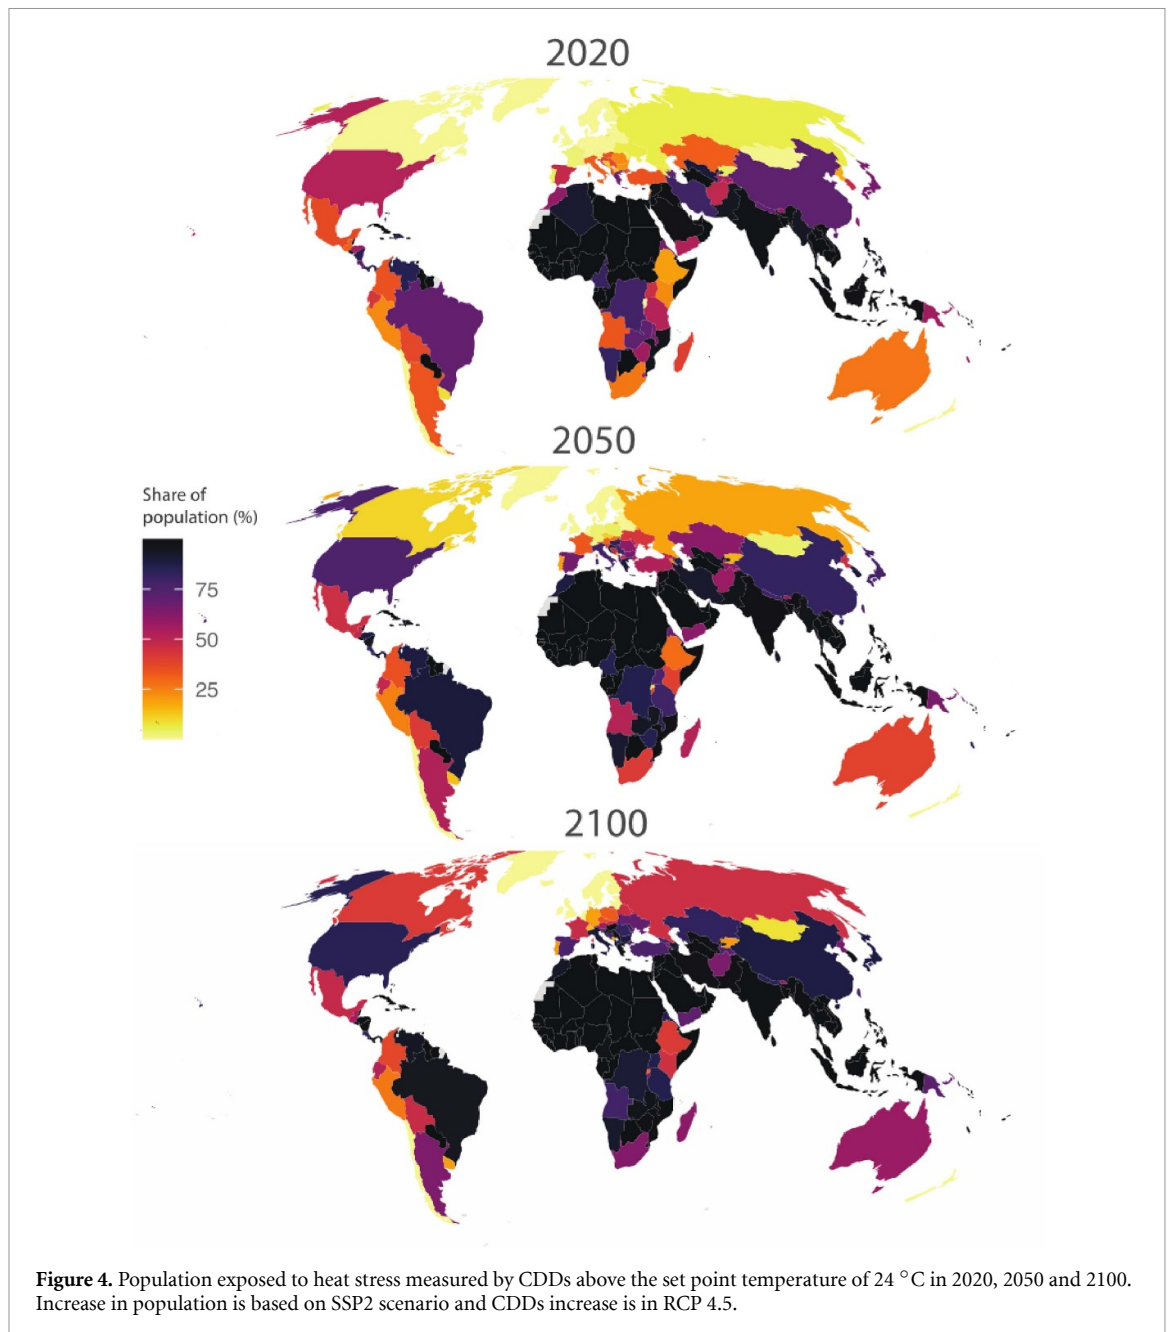 2020
2050
Share of
population (%)
75
50
25
2100
Figure 4. Population exposed to heat stress measured by CDDs above the set point temperature of 24 °C in 2020, 2050 and 2100.
Increase in population is based on SSP2 scenario and CDDs increase is in RCP 4.5.